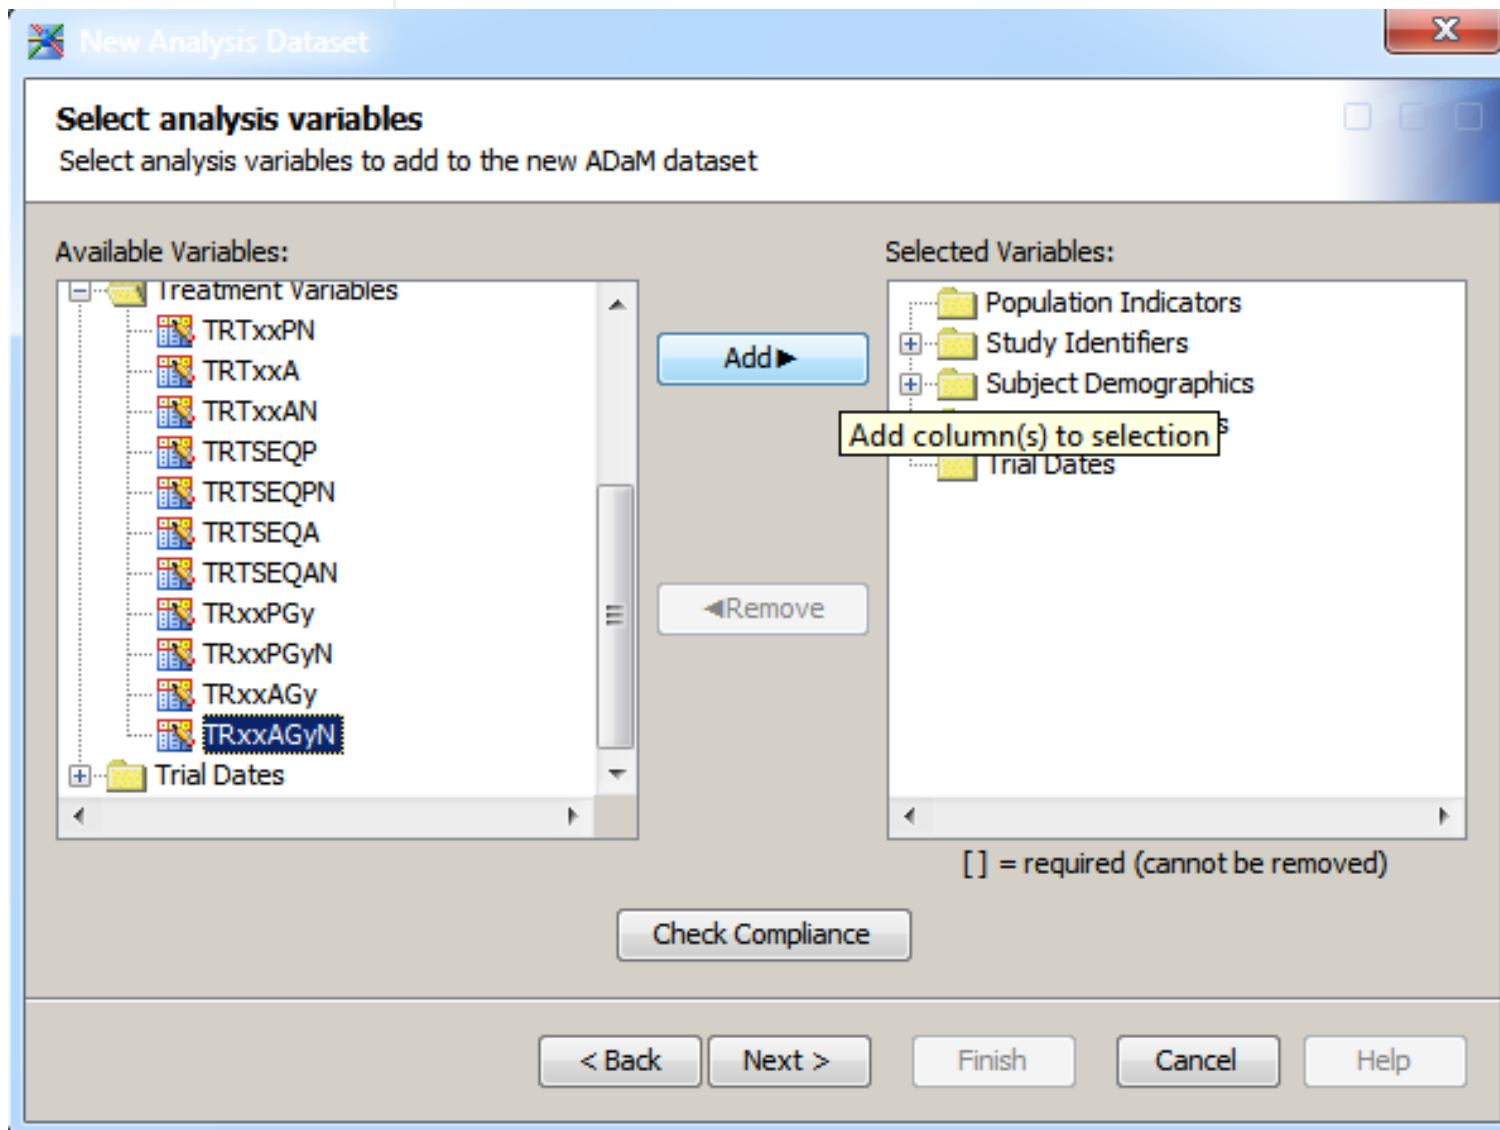 New Analysis Dataset
Select analysis variables
Select analysis variables to add to the new ADaM dataset
Available Variables:
Treatment Variables
TRTxxPN
TRTxxA
TRTxxAN
TRTSEQP
TRTSEQPN
TRTSEQA
TRTSEQAN
TRxxPGy
TRxxPGyN
TRxxAGy
TRxxAGyN
Trial Dates
Add
Remove
Selected Variables:
Population Indicators
Study Identifiers
Subject Demographics
Add column(s) to selection
Trial Dates
[ ] = required (cannot be removed)
Check Compliance
< Back Next > Finish Cancel Help